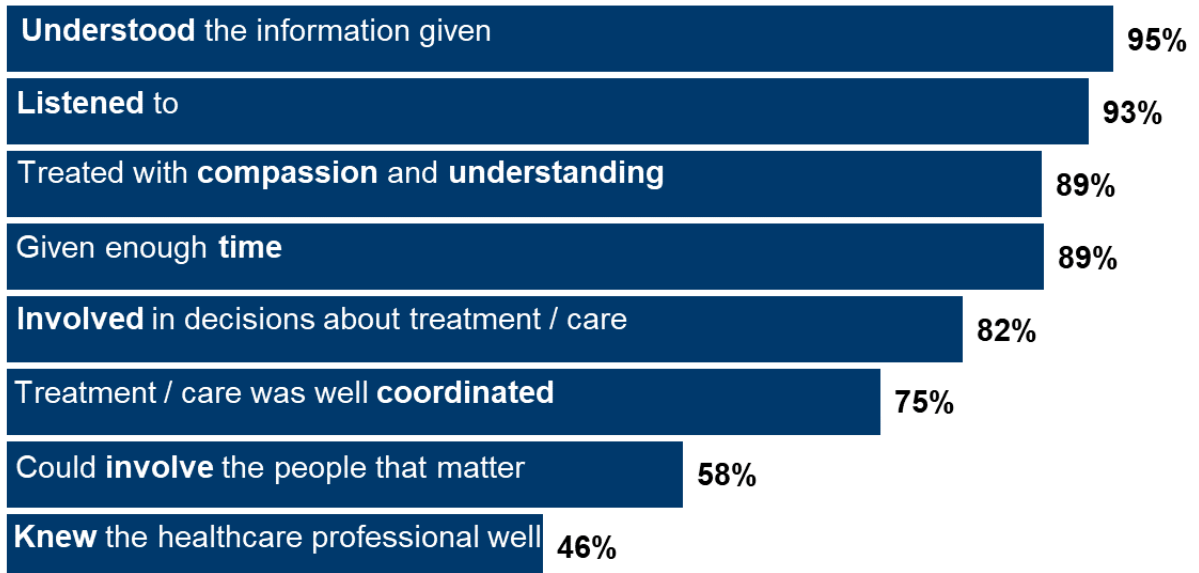 Understood the information given 95%
Listened to 93%
Treated with compassion and understanding 89%
Given enough time 89%
Involved in decisions about treatment / care 82%
Treatment / care was well coordinated 75%
Could involve the people that matter 58%
Knew the healthcare professional well 46%